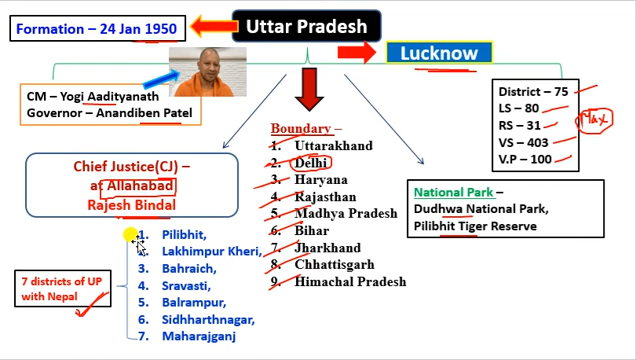 Formation – 24 Jan 1950
Uttar Pradesh
Lucknow
CM – Yogi Aadityanath
Governor – Anandiben Patel
District – 75
LS – 80
RS – 31
VS – 403
V.P – 100
Max
Boundary –
1. Uttarakhand
2. Delhi
3. Haryana
4. Rajasthan
5. Madhya Pradesh
6. Bihar
7. Jharkhand
8. Chhattisgarh
9. Himachal Pradesh
Chief Justice(CJ) –
at Allahabad
Rajesh Bindal
National Park –
Dudhwa National Park,
Pilibhit Tiger Reserve
7 districts of UP
with Nepal
1. Pilibhit,
2. Lakhimpur Kheri,
3. Bahraich,
4. Sravasti,
5. Balrampur,
6. Sidhharthnagar,
7. Maharajganj